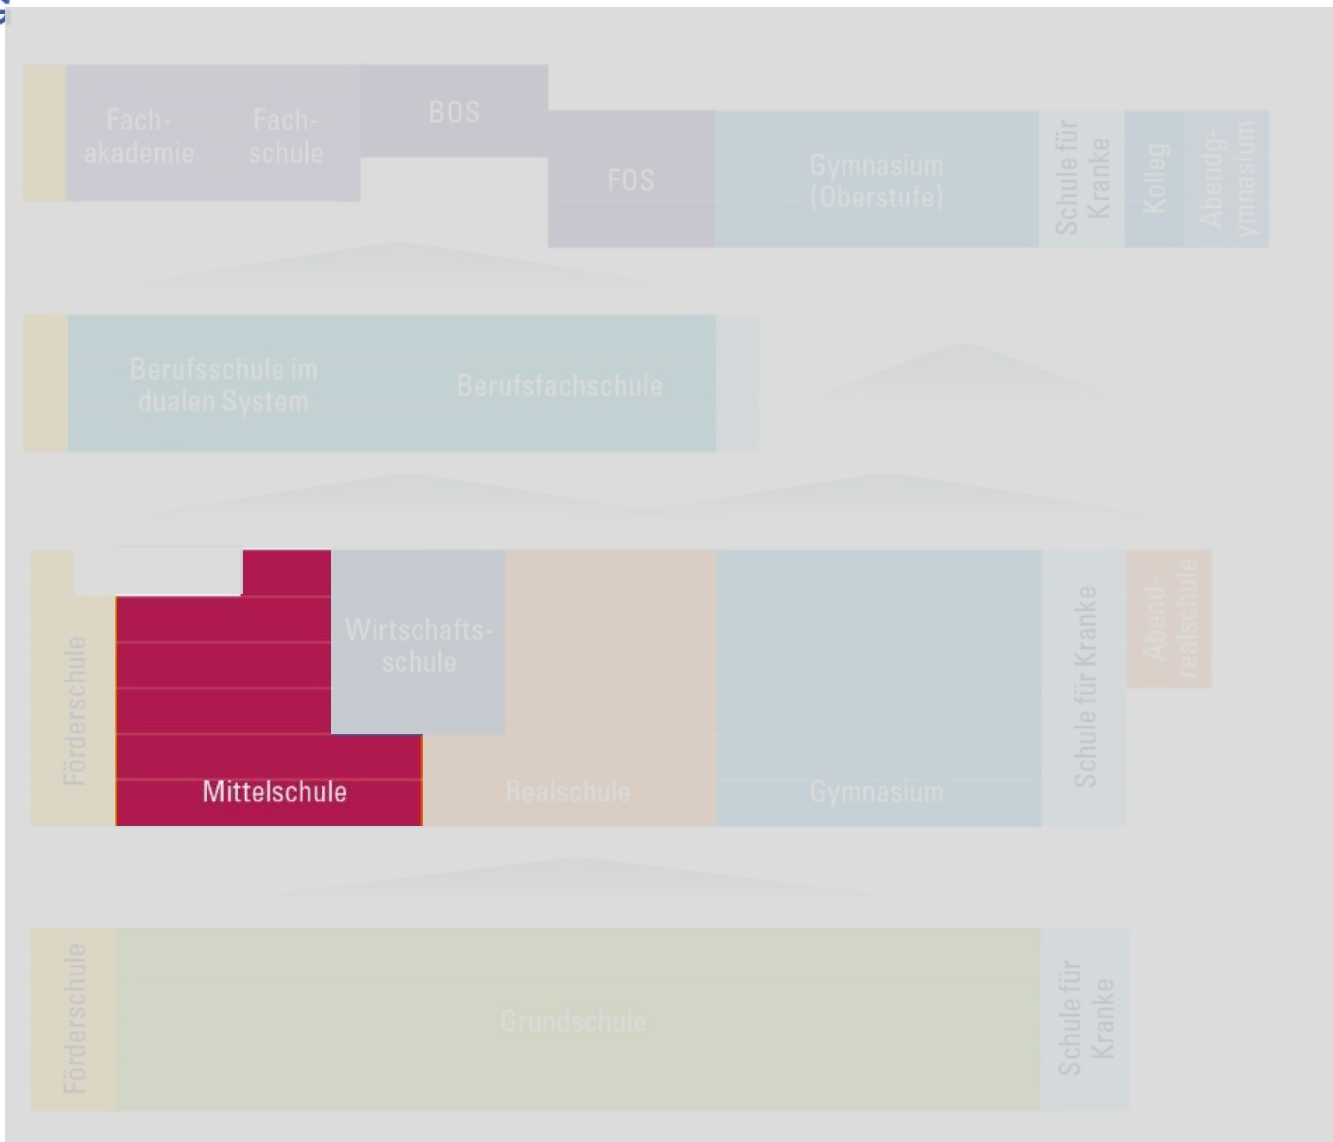 Fach-
akademie
Fach-
schule
BOS
FOS
Gymnasium
(Oberstufe)
Schule für
Kranke
Kolleg
Abendg-
ymnasium
Berufsschule im
dualen System
Berufsfachschule
Förderschule
Mittelschule
Wirtschafts-
schule
Realschule
Gymnasium
Schule für Kranke
Abend-
realschule
Förderschule
Grundschule
Schule für
Kranke